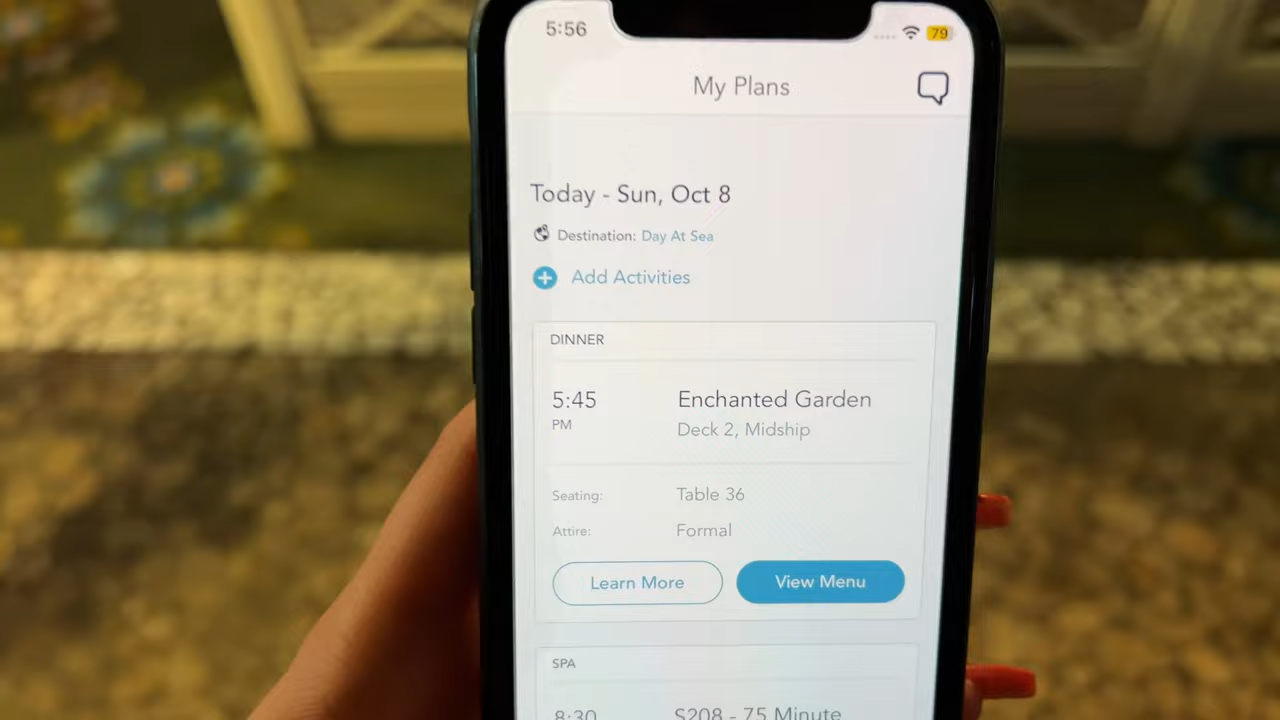 5:56
79
My Plans
Today - Sun, Oct 8
Destination: Day At Sea
Add Activities
DINNER
5:45 Enchanted Garden
PM Deck 2, Midship
Seating: Table 36
Attire: Formal
Learn More View Menu
SPA
8:30 S208 - 75 Minute